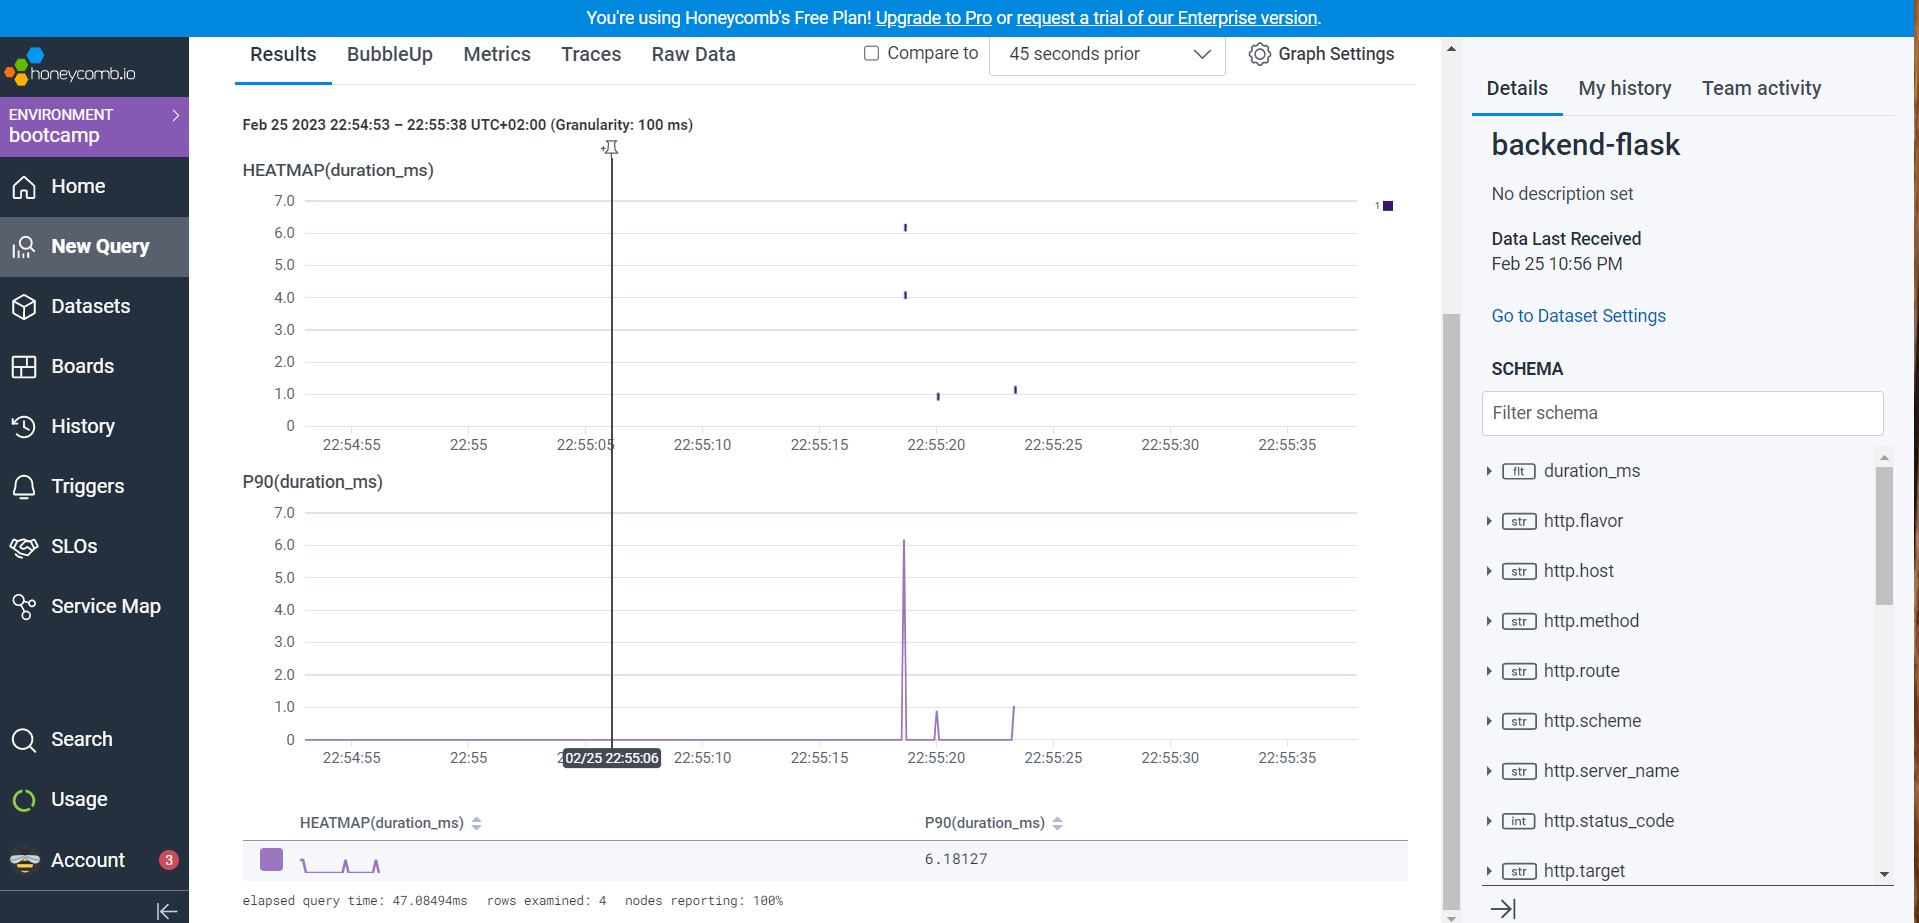 You're using Honeycomb's Free Plan! Upgrade to Pro or request a trial of our Enterprise version.
honeycomb.io
ENVIRONMENT
bootcamp
Home
New Query
Datasets
Boards
History
Triggers
SLOs
Service Map
Search
Usage
Account 3
Results BubbleUp Metrics Traces Raw Data Compare to 45 seconds prior Graph Settings
Feb 25 2023 22:54:53 – 22:55:38 UTC+02:00 (Granularity: 100 ms)
HEATMAP(duration_ms)
7.0
6.0
5.0
4.0
3.0
2.0
1.0
0
1
22:54:55 22:55 22:55:05 22:55:10 22:55:15 22:55:20 22:55:25 22:55:30 22:55:35
P90(duration_ms)
7.0
6.0
5.0
4.0
3.0
2.0
1.0
0
22:54:55 22:55 02/25 22:55:06 22:55:10 22:55:15 22:55:20 22:55:25 22:55:30 22:55:35
HEATMAP(duration_ms) P90(duration_ms)
6.18127
elapsed query time: 47.08494ms rows examined: 4 nodes reporting: 100%
Details My history Team activity
backend-flask
No description set
Data Last Received
Feb 25 10:56 PM
Go to Dataset Settings
SCHEMA
Filter schema
flt duration_ms
str http.flavor
str http.host
str http.method
str http.route
str http.scheme
str http.server_name
int http.status_code
str http.target